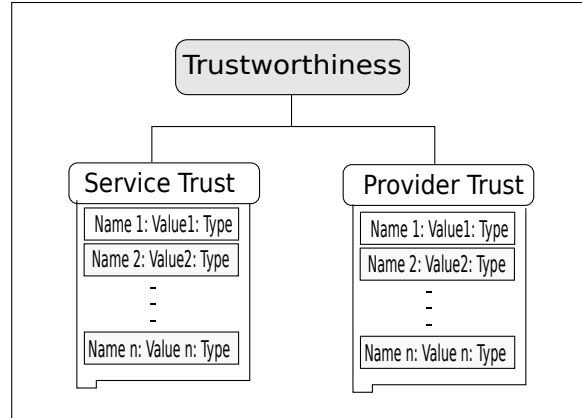 Trustworthiness
Service Trust
Name 1: Value1: Type
Name 2: Value2: Type
-
-
-
Name n: Value n: Type
Provider Trust
Name 1: Value1: Type
Name 2: Value2: Type
-
-
-
Name n: Value n: Type